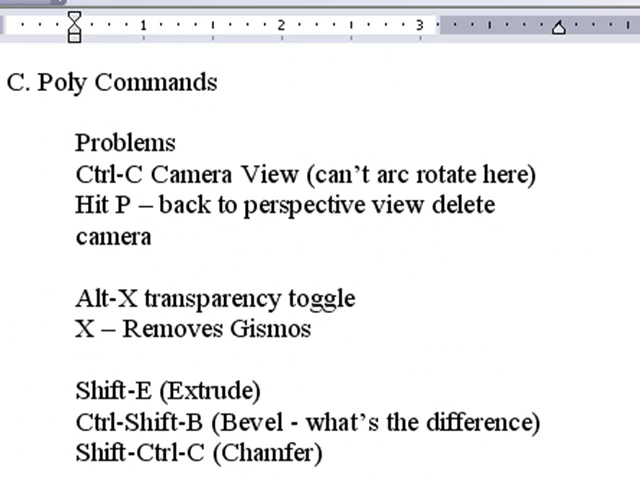 1 2 3
C. Poly Commands
Problems
Ctrl-C Camera View (can't arc rotate here)
Hit P – back to perspective view delete
camera
Alt-X transparency toggle
X – Removes Gismos
Shift-E (Extrude)
Ctrl-Shift-B (Bevel - what's the difference)
Shift-Ctrl-C (Chamfer)